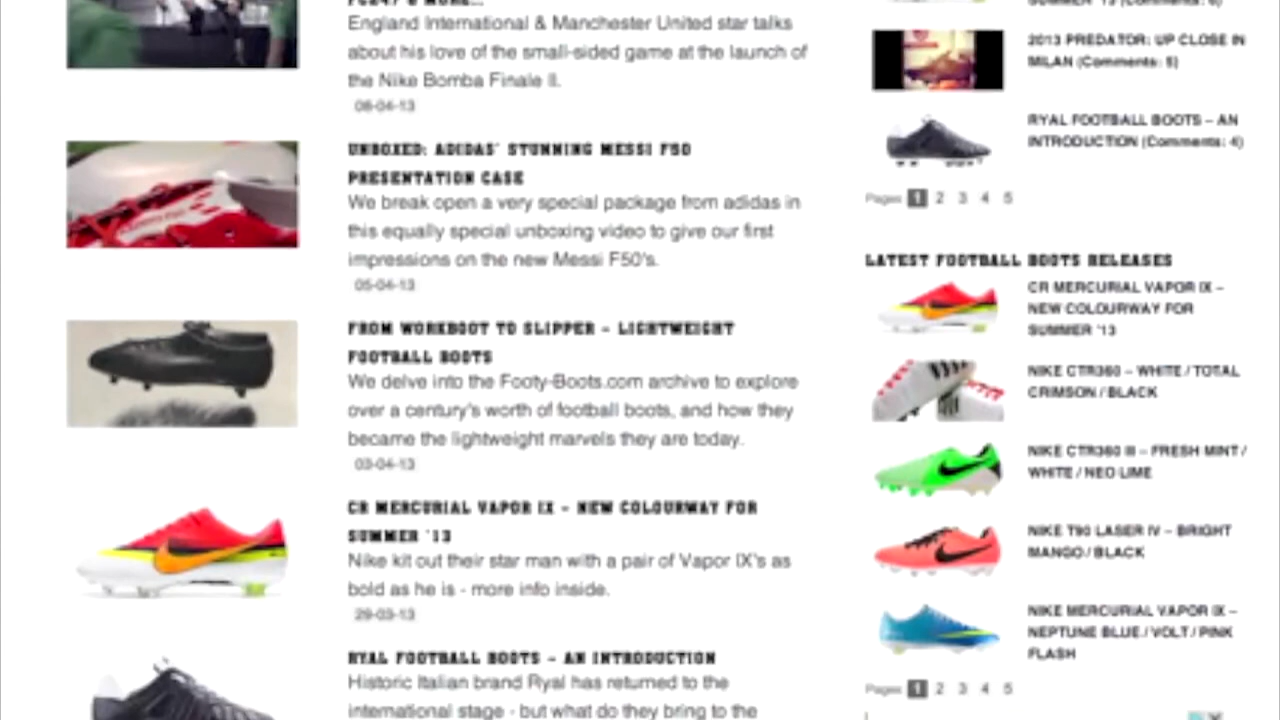 England International & Manchester United star talks
about his love of the small-sided game at the launch of
the Nike Bomba Finale II.
08-04-13
UNBOXED: ADIDAS' STUNNING MESSI F50
PRESENTATION CASE
We break open a very special package from adidas in
this equally special unboxing video to give our first
impressions on the new Messi F50's.
05-04-13
FROM WORKBOOT TO SLIPPER – LIGHTWEIGHT
FOOTBALL BOOTS
We delve into the Footy-Boots.com archive to explore
over a century's worth of football boots, and how they
became the lightweight marvels they are today.
03-04-13
CR MERCURIAL VAPOR IX – NEW COLOURWAY FOR
SUMMER '13
Nike kit out their star man with a pair of Vapor IX's as
bold as he is - more info inside.
29-03-13
RYAL FOOTBALL BOOTS – AN INTRODUCTION
Historic Italian brand Ryal has returned to the
international stage - but what do they bring to the
2013 PREDATOR: UP CLOSE IN
MILAN (Comments: 5)
RYAL FOOTBALL BOOTS – AN
INTRODUCTION (Comments: 4)
Pages 1 2 3 4 5
LATEST FOOTBALL BOOTS RELEASES
CR MERCURIAL VAPOR IX –
NEW COLOURWAY FOR
SUMMER '13
NIKE CTR360 – WHITE / TOTAL
CRIMSON / BLACK
NIKE CTR360 III – FRESH MINT /
WHITE / NEO LIME
NIKE T90 LASER IV – BRIGHT
MANGO / BLACK
NIKE MERCURIAL VAPOR IX –
NEPTUNE BLUE / VOLT / PINK
FLASH
Pages 1 2 3 4 5